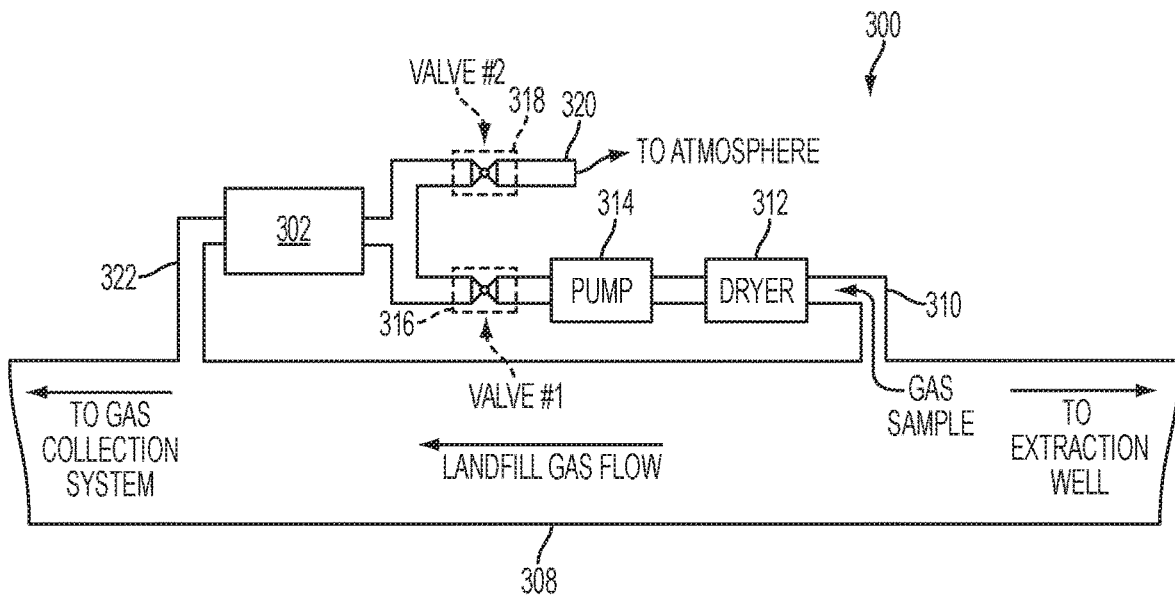 300
VALVE #2
318
320
TO ATMOSPHERE
302
314
312
322
PUMP
DRYER
310
316
VALVE #1
GAS
SAMPLE
TO GAS
COLLECTION
SYSTEM
LANDFILL GAS FLOW
TO
EXTRACTION
WELL
308